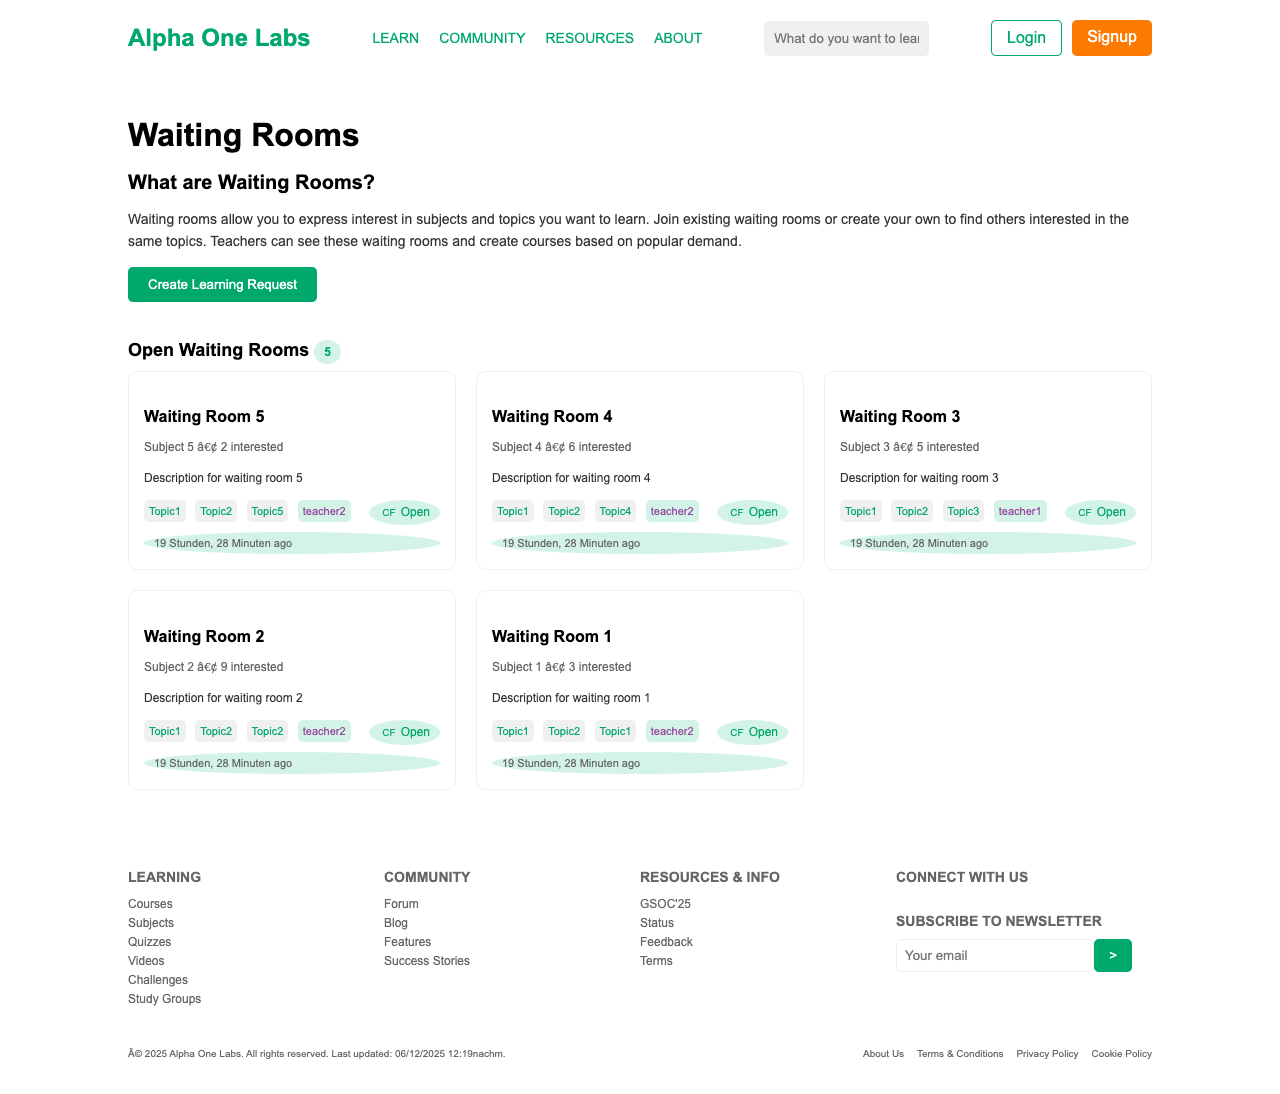 Alpha One Labs
LEARN COMMUNITY RESOURCES ABOUT
What do you want to lear
Login Signup
Waiting Rooms
What are Waiting Rooms?
Waiting rooms allow you to express interest in subjects and topics you want to learn. Join existing waiting rooms or create your own to find others interested in the
same topics. Teachers can see these waiting rooms and create courses based on popular demand.
Create Learning Request
Open Waiting Rooms 5
Waiting Room 5
Subject 5 â€¢ 2 interested
Description for waiting room 5
Topic1 Topic2 Topic5 teacher2 CF Open
19 Stunden, 28 Minuten ago
Waiting Room 4
Subject 4 â€¢ 6 interested
Description for waiting room 4
Topic1 Topic2 Topic4 teacher2 CF Open
19 Stunden, 28 Minuten ago
Waiting Room 3
Subject 3 â€¢ 5 interested
Description for waiting room 3
Topic1 Topic2 Topic3 teacher1 CF Open
19 Stunden, 28 Minuten ago
Waiting Room 2
Subject 2 â€¢ 9 interested
Description for waiting room 2
Topic1 Topic2 Topic2 teacher2 CF Open
19 Stunden, 28 Minuten ago
Waiting Room 1
Subject 1 â€¢ 3 interested
Description for waiting room 1
Topic1 Topic2 Topic1 teacher2 CF Open
19 Stunden, 28 Minuten ago
LEARNING
Courses
Subjects
Quizzes
Videos
Challenges
Study Groups
COMMUNITY
Forum
Blog
Features
Success Stories
RESOURCES & INFO
GSOC'25
Status
Feedback
Terms
CONNECT WITH US
SUBSCRIBE TO NEWSLETTER
Your email >
Â© 2025 Alpha One Labs. All rights reserved. Last updated: 06/12/2025 12:19nachm.
About Us Terms & Conditions Privacy Policy Cookie Policy